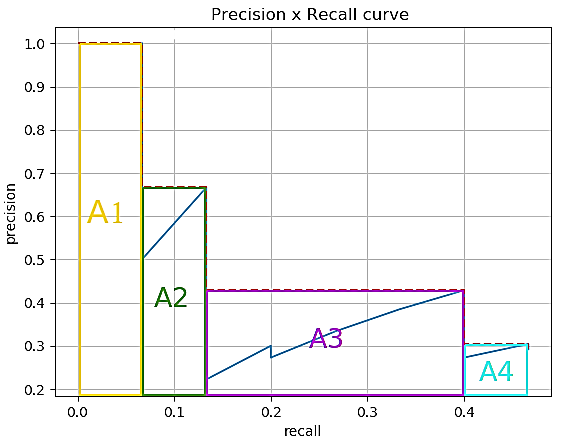 Precision x Recall curve
precision
1.0
0.9
0.8
0.7
0.6
0.5
0.4
0.3
0.2
A1
A2
A3
A4
0.0 0.1 0.2 0.3 0.4
recall